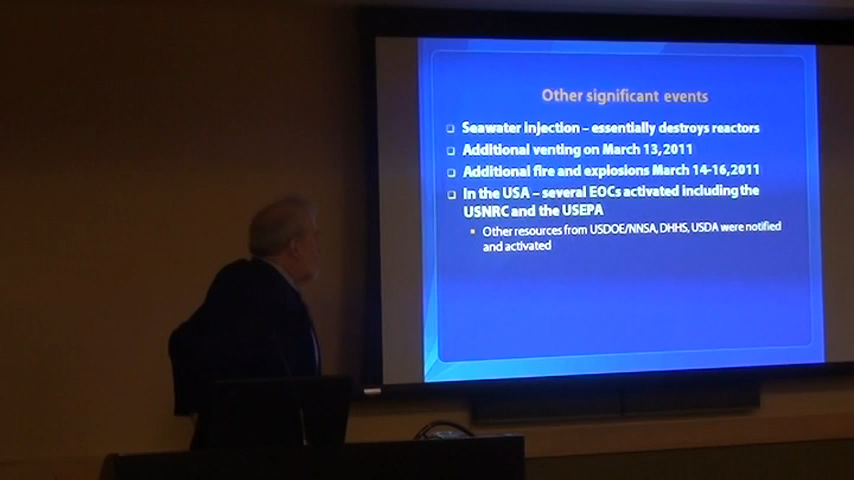 Other significant events
Seawater Injection – essentially destroys reactors
Additional venting on March 13, 2011
Additional fire and explosions March 14-16, 2011
In the USA – several EOCs activated including the
USNRC and the USEPA
Other resources from USDOE/NNSA, DHHS, USDA were notified
and activated